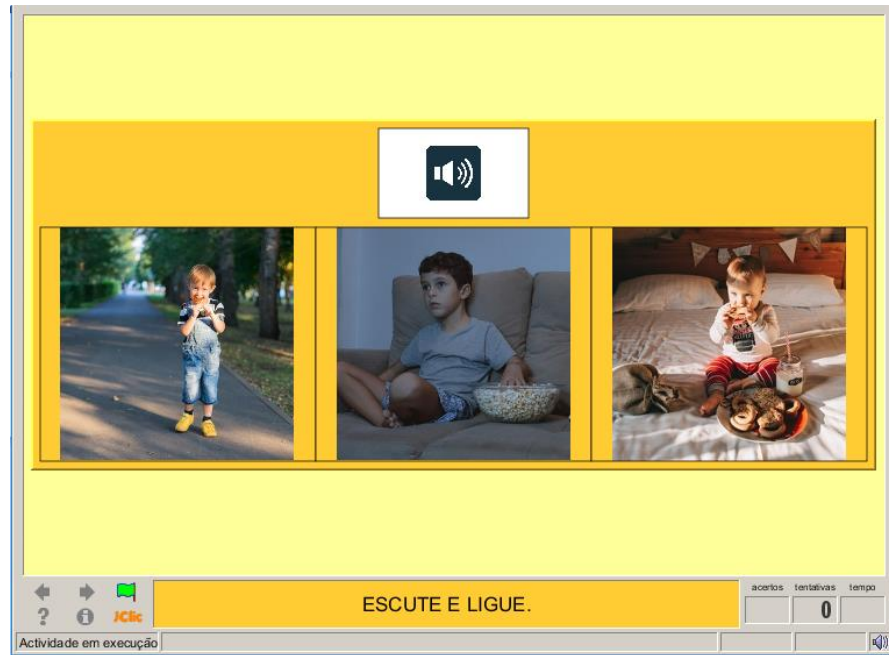 ESCUTE E LIGUE.
acertos tentativas tempo
0
? i JClic
Actividade em execução